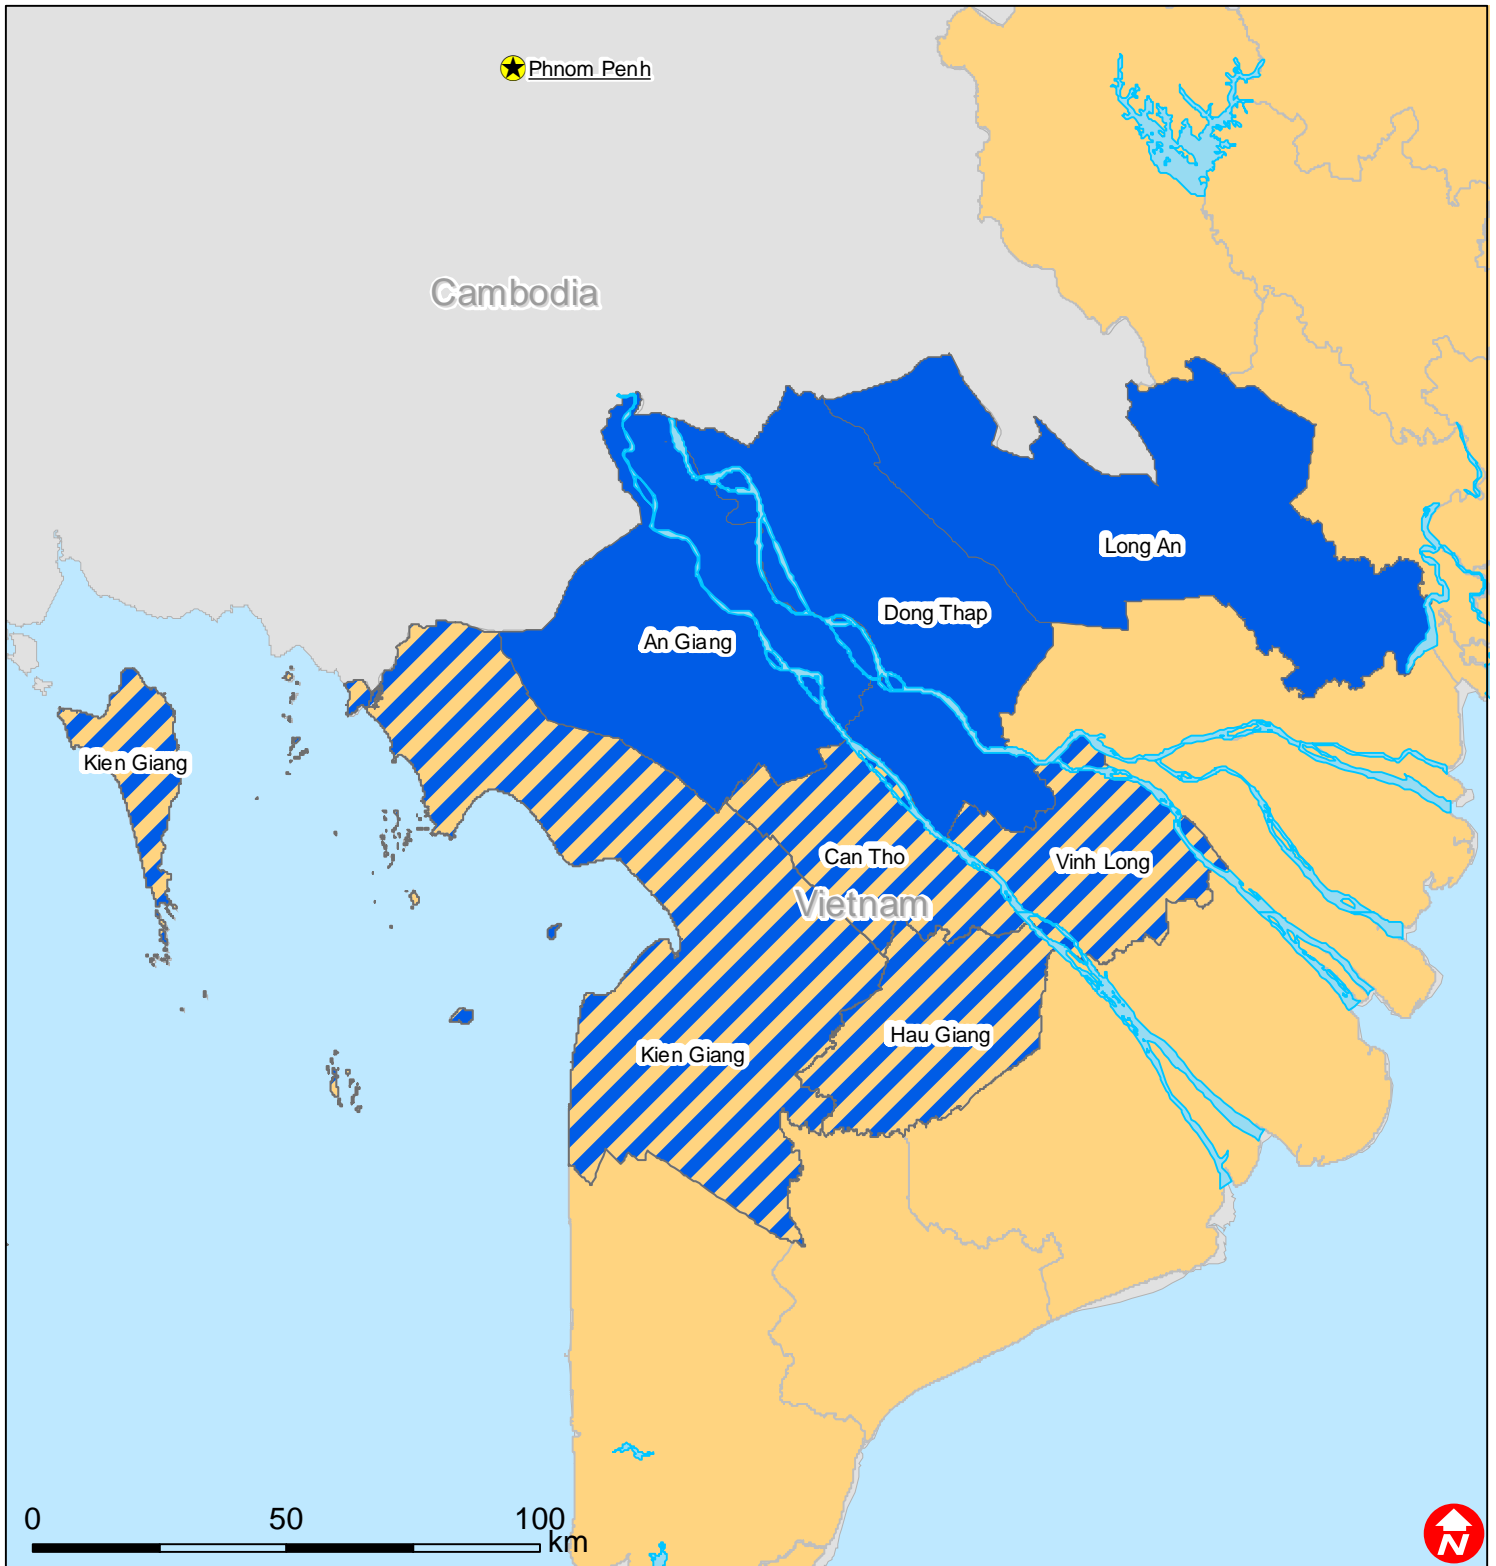 Phnom Penh
Cambodia
Long An
Dong Thap
An Giang
Kien Giang
Can Tho
Vinh Long
Vietnam
Hau Giang
Kien Giang
0 50 100
km
N